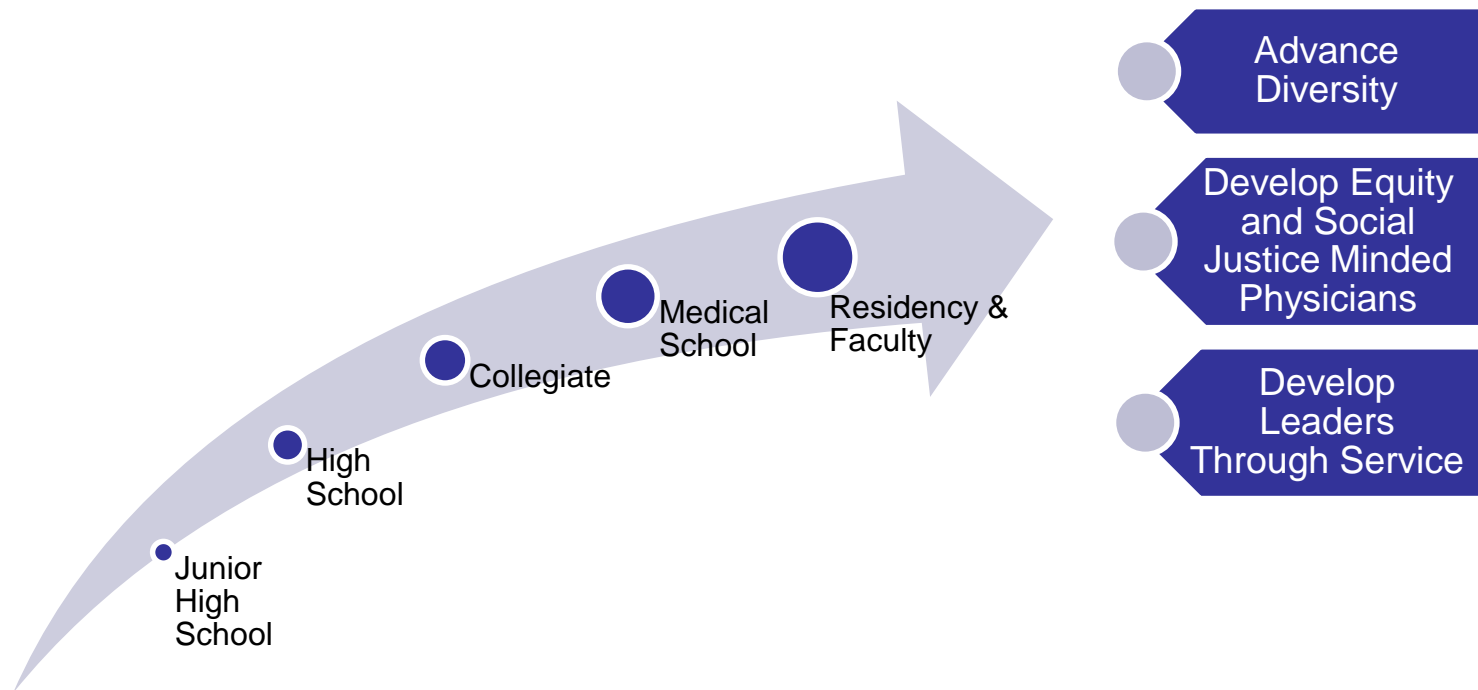 Junior
High
School
High
School
Collegiate
Medical
School
Residency &
Faculty
Advance
Diversity
Develop Equity
and Social
Justice Minded
Physicians
Develop
Leaders
Through Service